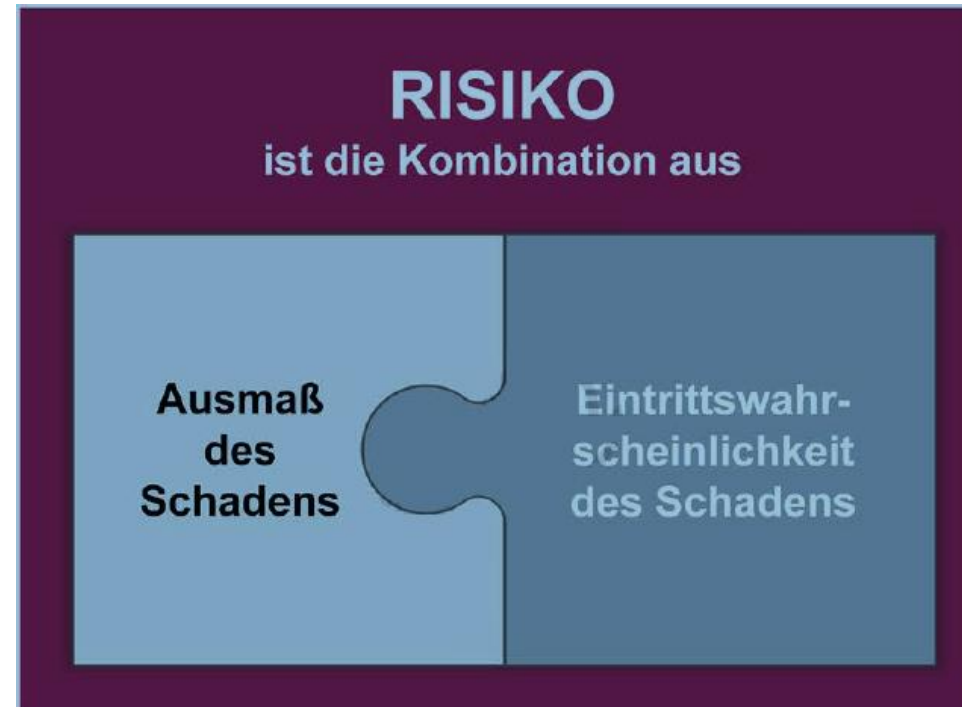 RISIKO
ist die Kombination aus
Ausmaß
des
Schadens
Eintrittswahr-
scheinlichkeit
des Schadens